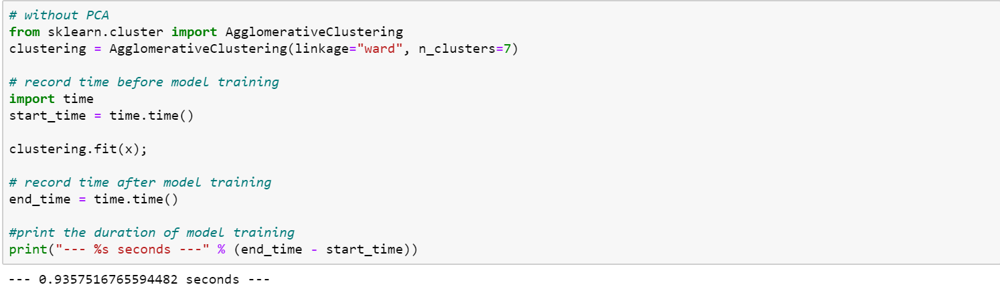 # without PCA
from sklearn.cluster import AgglomerativeClustering
clustering = AgglomerativeClustering(linkage="ward", n_clusters=7)
# record time before model training
import time
start_time = time.time()
clustering.fit(x);
# record time after model training
end_time = time.time()
#print the duration of model training
print("--- %s seconds ---" % (end_time - start_time))
--- 0.9357516765594482 seconds ---